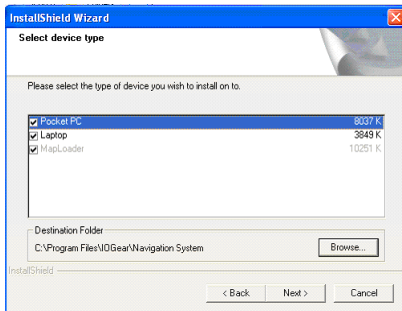 InstallShield Wizard
Select device type
Please select the type of device you wish to install on to.
Pocket PC 8037 K
Laptop 3849 K
MapLoader 10251 K
Destination Folder
C:\Program Files\IOGear\Navigation System Browse...
InstallShield
< Back Next > Cancel